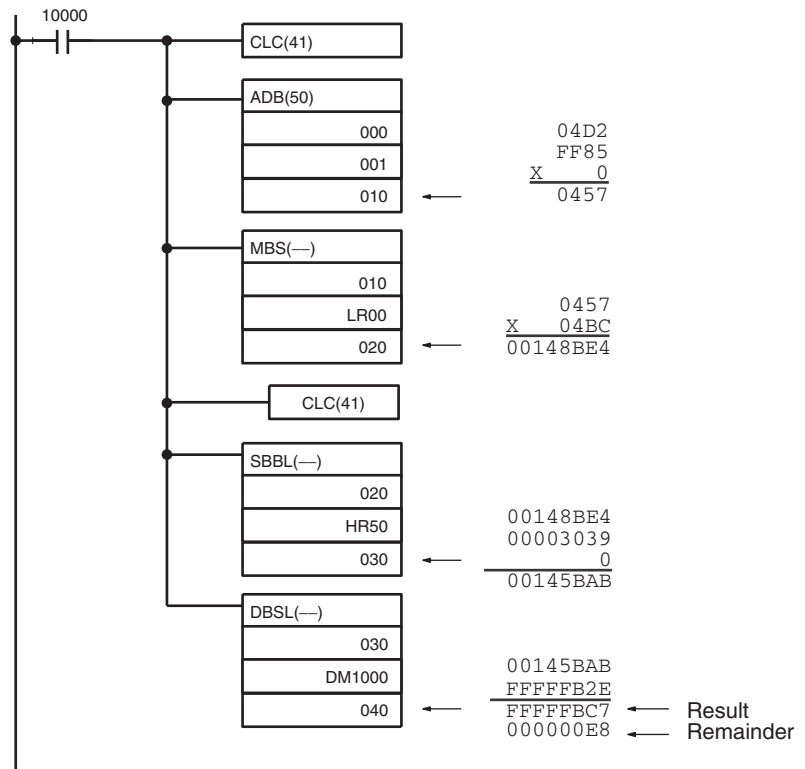 10000
CLC(41)
ADB(50)
000
001
010
04D2
FF85
X 0
0457
MBS(––)
010
LR00
020
0457
X 04BC
00148BE4
CLC(41)
SBBL(––)
020
HR50
030
00148BE4
00003039
0
00145BAB
DBSL(––)
030
DM1000
040
00145BAB
FFFFFB2E
FFFFFBC7 Result
000000E8 Remainder